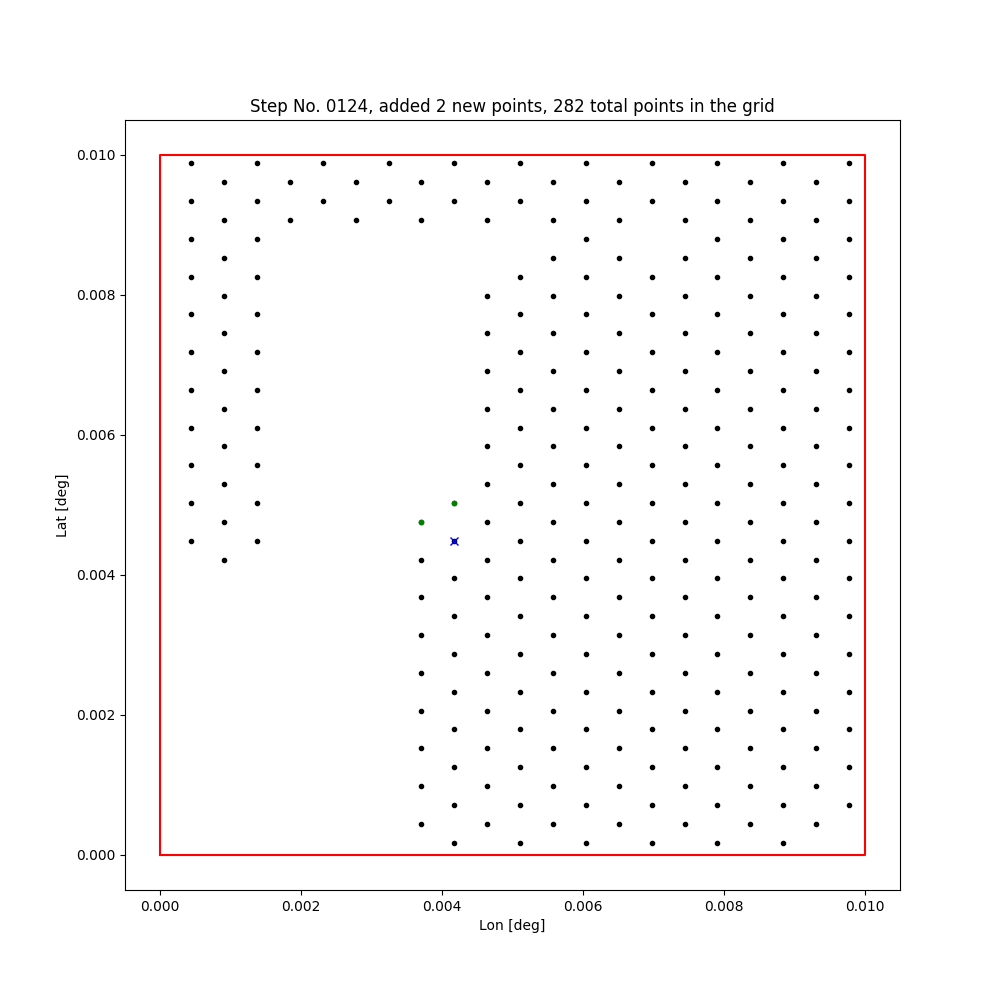 Step No. 0124, added 2 new points, 282 total points in the grid
0.010
0.008
0.006
0.004
0.002
0.000
Lat [deg]
0.000 0.002 0.004 0.006 0.008 0.010
Lon [deg]